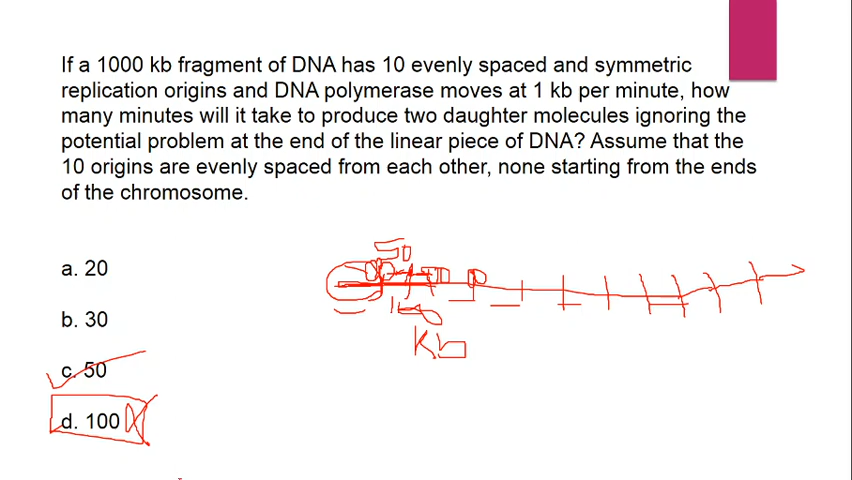 If a 1000 kb fragment of DNA has 10 evenly spaced and symmetric
replication origins and DNA polymerase moves at 1 kb per minute, how
many minutes will it take to produce two daughter molecules ignoring the
potential problem at the end of the linear piece of DNA? Assume that the
10 origins are evenly spaced from each other, none starting from the ends
of the chromosome.
50
a. 20
b. 30
Kb
c. 50
d. 100